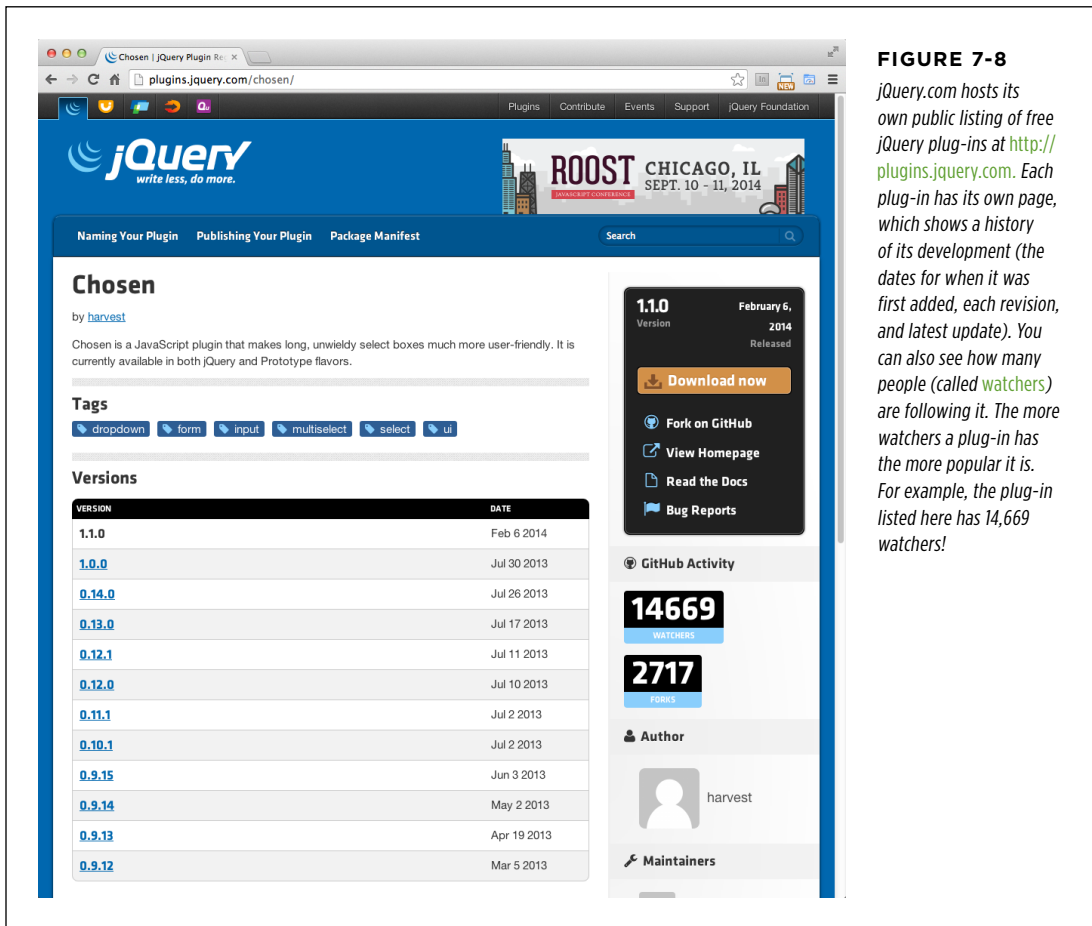 Chosen | jQuery Plugin Re
plugins.jquery.com/chosen/
NEW
Plugins Contribute Events Support jQuery Foundation
jQuery
write less, do more.
ROOST
JAVASCRIPT CONFERENCE
CHICAGO, IL
SEPT. 10 - 11, 2014
Naming Your Plugin Publishing Your Plugin Package Manifest
Search
Chosen
by harvest
Chosen is a JavaScript plugin that makes long, unwieldy select boxes much more user-friendly. It is
currently available in both jQuery and Prototype flavors.
Tags
dropdown form input multiselect select ui
Versions
VERSION DATE
1.1.0 Feb 6 2014
1.0.0 Jul 30 2013
0.14.0 Jul 26 2013
0.13.0 Jul 17 2013
0.12.1 Jul 11 2013
0.12.0 Jul 10 2013
0.11.1 Jul 2 2013
0.10.1 Jul 2 2013
0.9.15 Jun 3 2013
0.9.14 May 2 2013
0.9.13 Apr 19 2013
0.9.12 Mar 5 2013
1.1.0 February 6,
Version 2014
Released
Download now
Fork on GitHub
View Homepage
Read the Docs
Bug Reports
GitHub Activity
14669
WATCHERS
2717
FORKS
Author
harvest
Maintainers
FIGURE 7-8
jQuery.com hosts its
own public listing of free
jQuery plug-ins at http://
plugins.jquery.com. Each
plug-in has its own page,
which shows a history
of its development (the
dates for when it was
first added, each revision,
and latest update). You
can also see how many
people (called watchers)
are following it. The more
watchers a plug-in has
the more popular it is.
For example, the plug-in
listed here has 14,669
watchers!